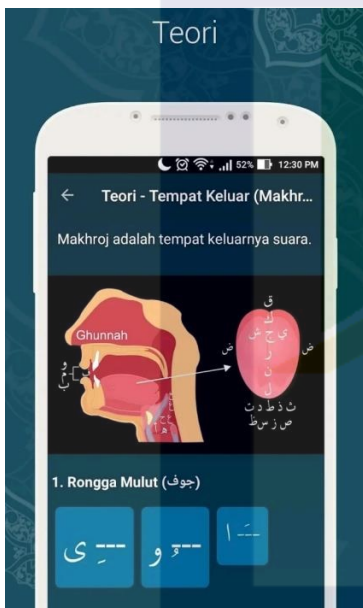 Teori
52% 12:30 PM
Teori - Tempat Keluar (Makhr...
Makhroj adalah tempat keluarnya suara.
Ghunnah
و
م
ب
ق
ك
ي ج ش
ض ض
ر
ن
ل
ث ذ ط د ت
ص ز س ظ
1. Rongga Mulut (جوف)
ـَـ ا
ـُـ و
ـِـ ى